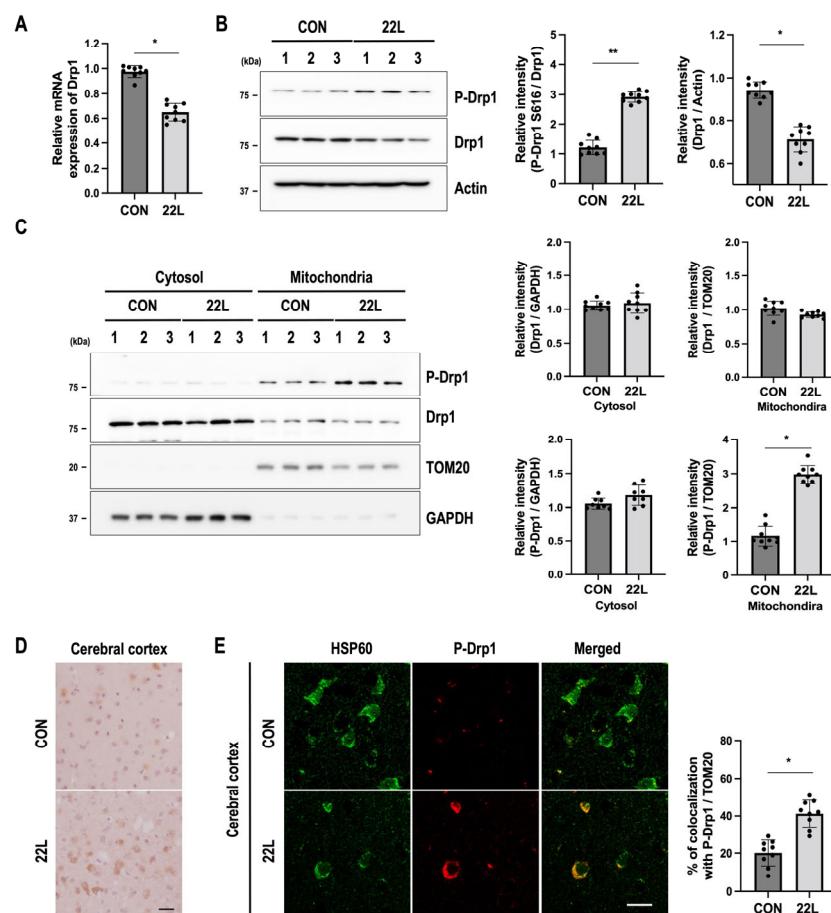 A
Relative mRNA
expression of Drp1
1.2
1.0
0.8
0.6
0.4
0.2
0.0
*
CON
22L
B
CON
22L
(kDa)
1 2 3 1 2 3
75
P-Drp1
75
Drp1
37
Actin
Relative intensity
(P-Drp1 S616 / Drp1)
4
3
2
1
0
**
CON
22L
Relative intensity
(Drp1 / Actin)
1.0
0.8
0.6
*
CON
22L
C
Cytosol
Mitochondria
CON
22L
CON
22L
(kDa)
1 2 3 1 2 3 1 2 3 1 2 3
75
P-Drp1
75
Drp1
20
TOM20
37
GAPDH
Relative intensity
(Drp1 / GAPDH)
2.0
1.5
1.0
0.5
0.0
CON
22L
Cytosol
Relative intensity
(Drp1 / TOM20)
2.0
1.5
1.0
0.5
0.0
CON
22L
Mitochondira
Relative intensity
(P-Drp1 / GAPDH)
2.0
1.5
1.0
0.5
0.0
CON
22L
Cytosol
Relative intensity
(P-Drp1 / TOM20)
4
3
2
1
0
*
CON
22L
Mitochondira
D
Cerebral cortex
CON
22L
E
HSP60
P-Drp1
Merged
Cerebral cortex
CON
22L
% of colocalization
with P-Drp1 / TOM20
80
60
40
20
0
*
CON
22L